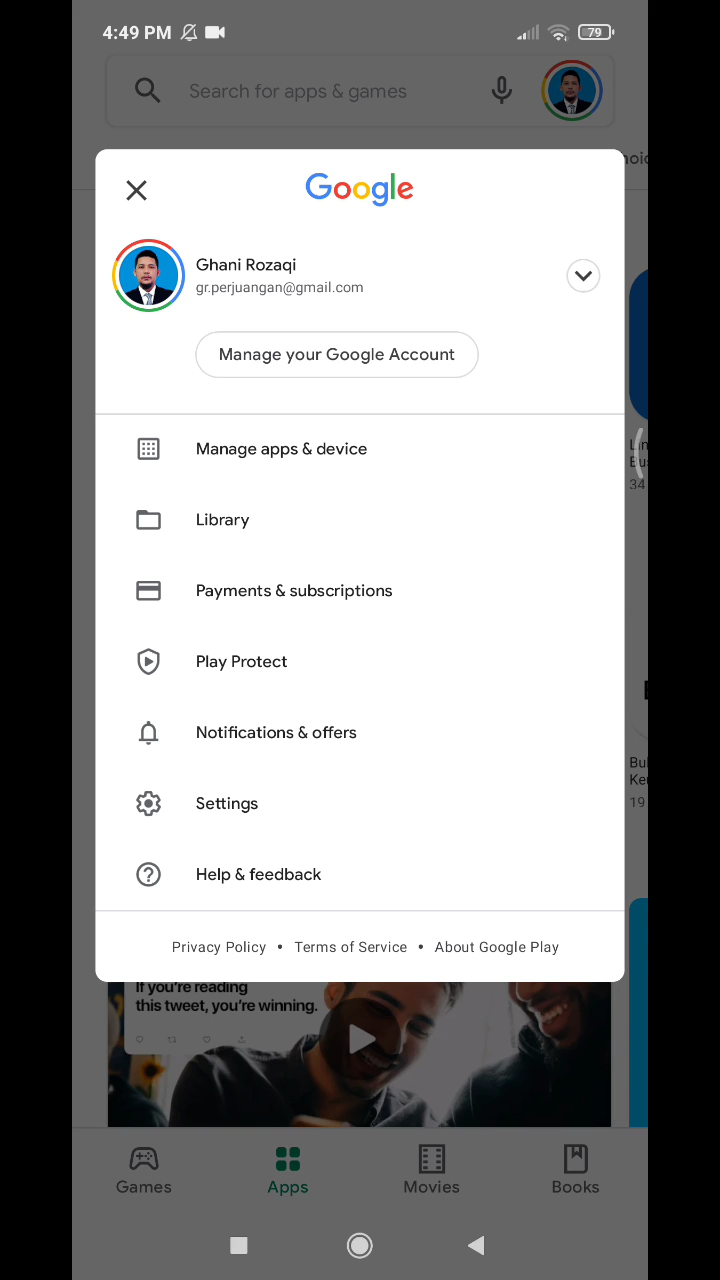 4:49 PM
79
Search for apps & games
Google
Ghani Rozaqi
gr.perjuangan@gmail.com
Manage your Google Account
Manage apps & device
Library
Payments & subscriptions
Play Protect
Notifications & offers
Settings
Help & feedback
34
19
Privacy Policy • Terms of Service • About Google Play
If you're reading
this tweet, you're winning.
Games
Apps
Movies
Books